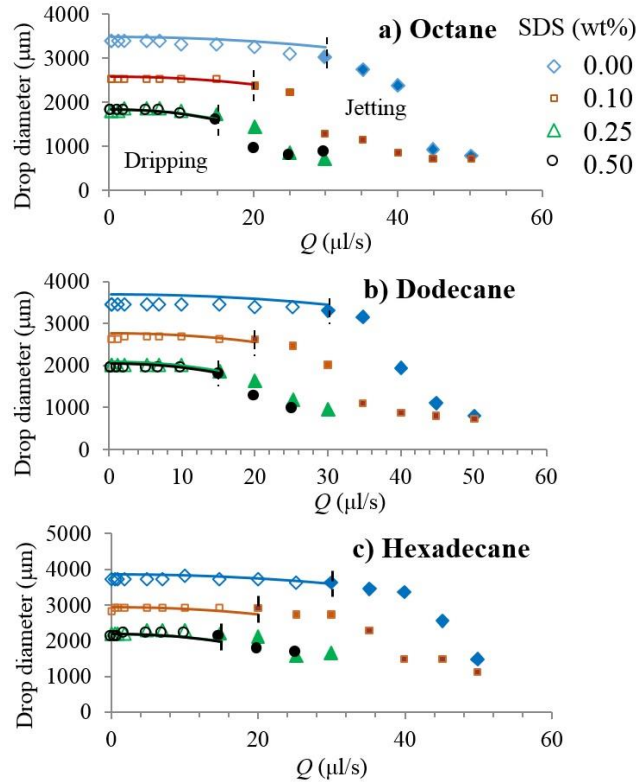 a) Octane
SDS (wt%)
0.00
0.10
0.25
0.50
Jetting
Dripping
Drop diameter (μm)
4000
3000
2000
1000
0
0 20 40 60
Q (μl/s)
b) Dodecane
Drop diameter (μm)
4000
3000
2000
1000
0
0 10 20 30 40 50 60
Q (μl/s)
c) Hexadecane
Drop diameter (μm)
5000
4000
3000
2000
1000
0
0 20 40 60
Q (μl/s)